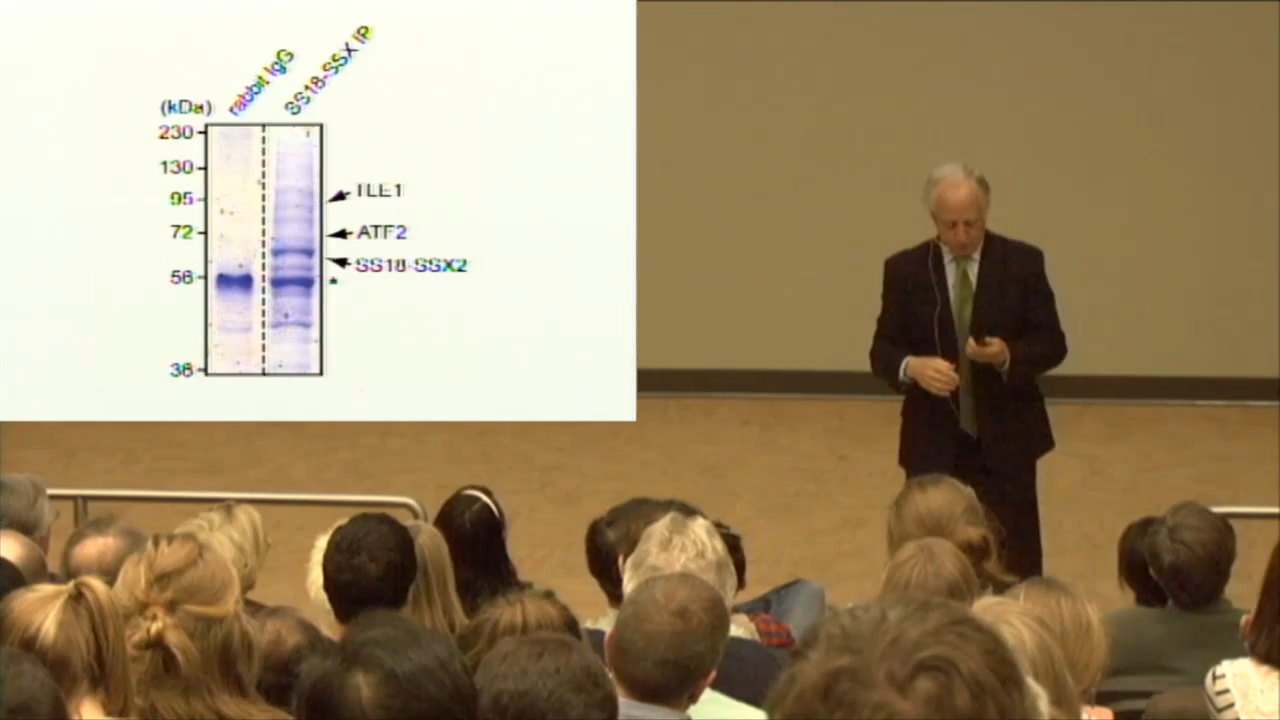 rabbit IgG
SS18-SSX IP
(kDa)
230
130
95
72
56
36
TLE1
ATF2
SS18-SSX2
*